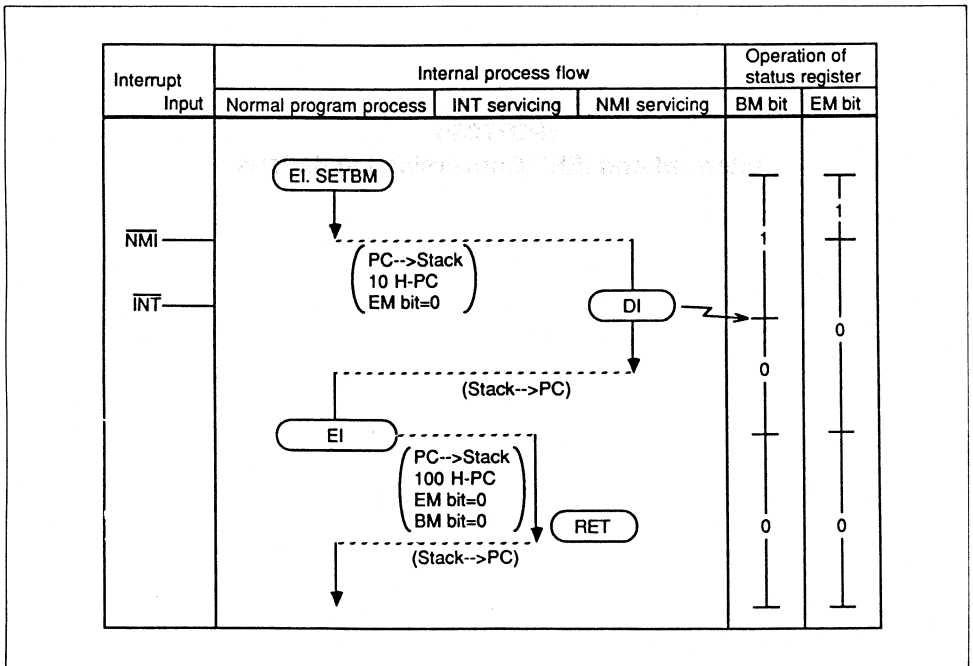 Interrupt
Input
Internal process flow
Operation of
status register
Normal program process
INT servicing
NMI servicing
BM bit
EM bit
EI. SETBM
1
NMI
1
PC-->Stack
10 H-PC
EM bit=0
INT
DI
0
0
(Stack-->PC)
EI
PC-->Stack
100 H-PC
EM bit=0
BM bit=0
RET
0
0
(Stack-->PC)